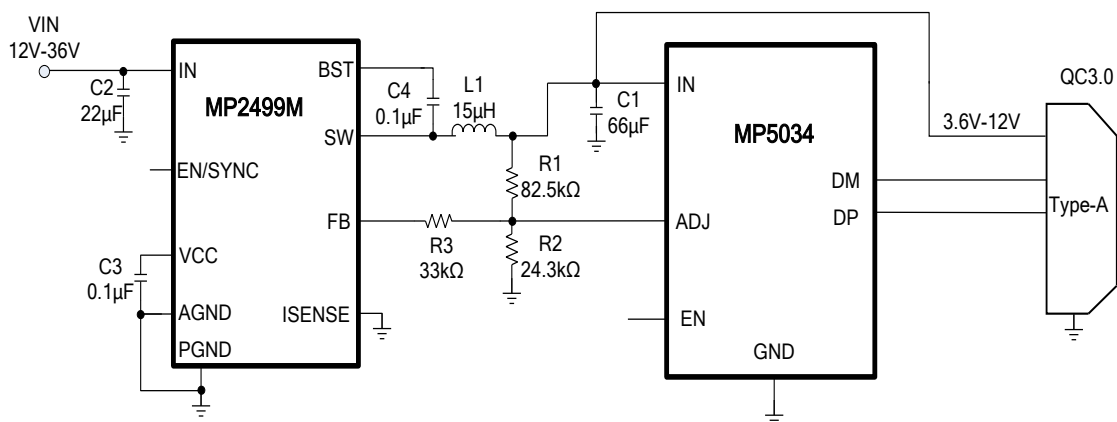 VIN
12V-36V
C2
22µF
IN
MP2499M
EN/SYNC
VCC
AGND
PGND
C3
0.1µF
BST
SW
FB
ISENSE
C4
0.1µF
L1
15µH
R1
82.5kΩ
R3
33kΩ
R2
24.3kΩ
C1
66µF
IN
MP5034
ADJ
EN
GND
DM
DP
3.6V-12V
QC3.0
Type-A